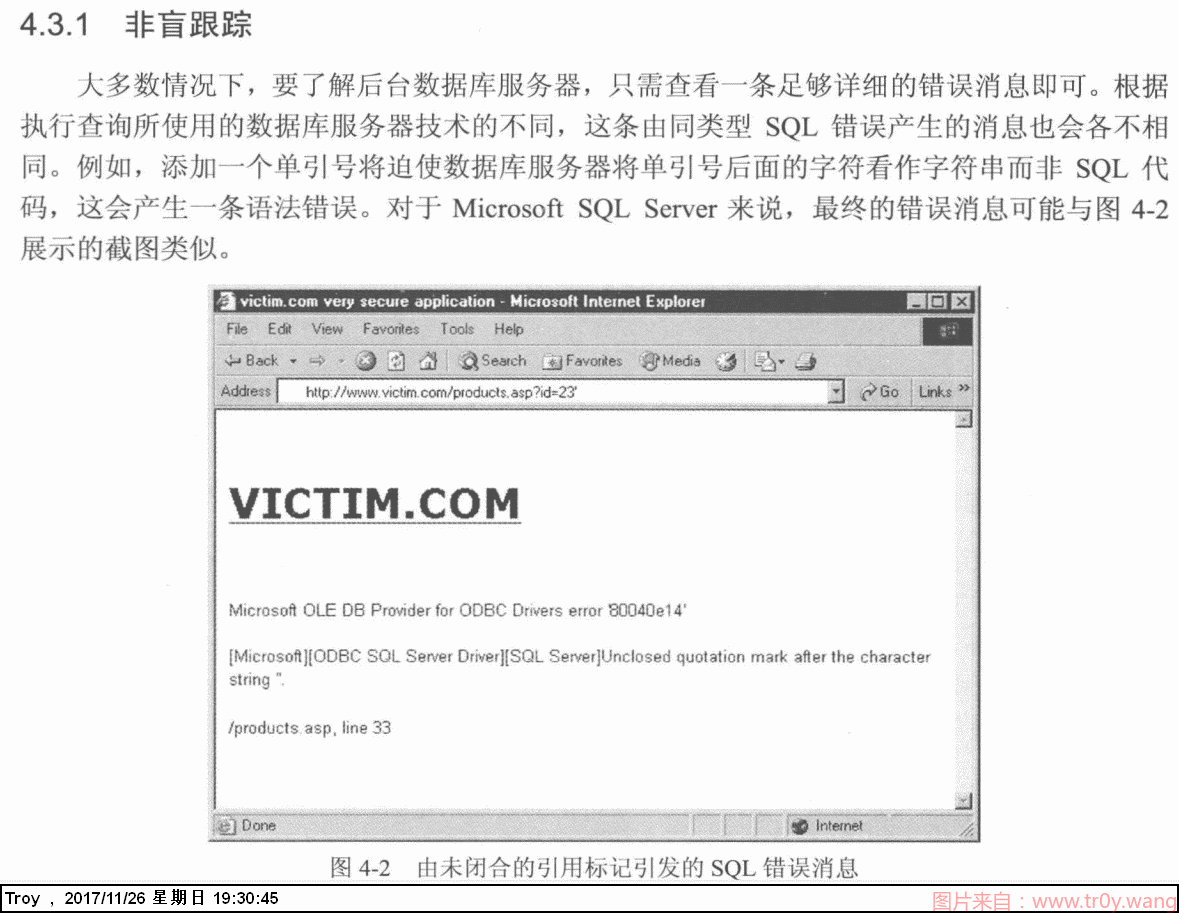 4.3.1 非盲跟踪
大多数情况下，要了解后台数据库服务器，只需查看一条足够详细的错误消息即可。根据
执行查询所使用的数据库服务器技术的不同，这条由同类型 SQL 错误产生的消息也会各不相
同。例如，添加一个单引号将迫使数据库服务器将单引号后面的字符看作字符串而非 SQL 代
码，这会产生一条语法错误。对于 Microsoft SQL Server 来说，最终的错误消息可能与图 4-2
展示的截图类似。
victim.com very secure application - Microsoft Internet Explorer
File Edit View Favorites Tools Help
Back Search Favorites Media
Address http://www.victim.com/products.asp?id=23' Go Links »
VICTIM.COM
Microsoft OLE DB Provider for ODBC Drivers error '80040e14'
[Microsoft][ODBC SQL Server Driver][SQL Server]Unclosed quotation mark after the character
string ''.
/products.asp, line 33
Done Internet
图 4-2 由未闭合的引用标记引发的 SQL 错误消息
Troy , 2017/11/26 星期日 19:30:45
图片来自：www.tr0y.wang